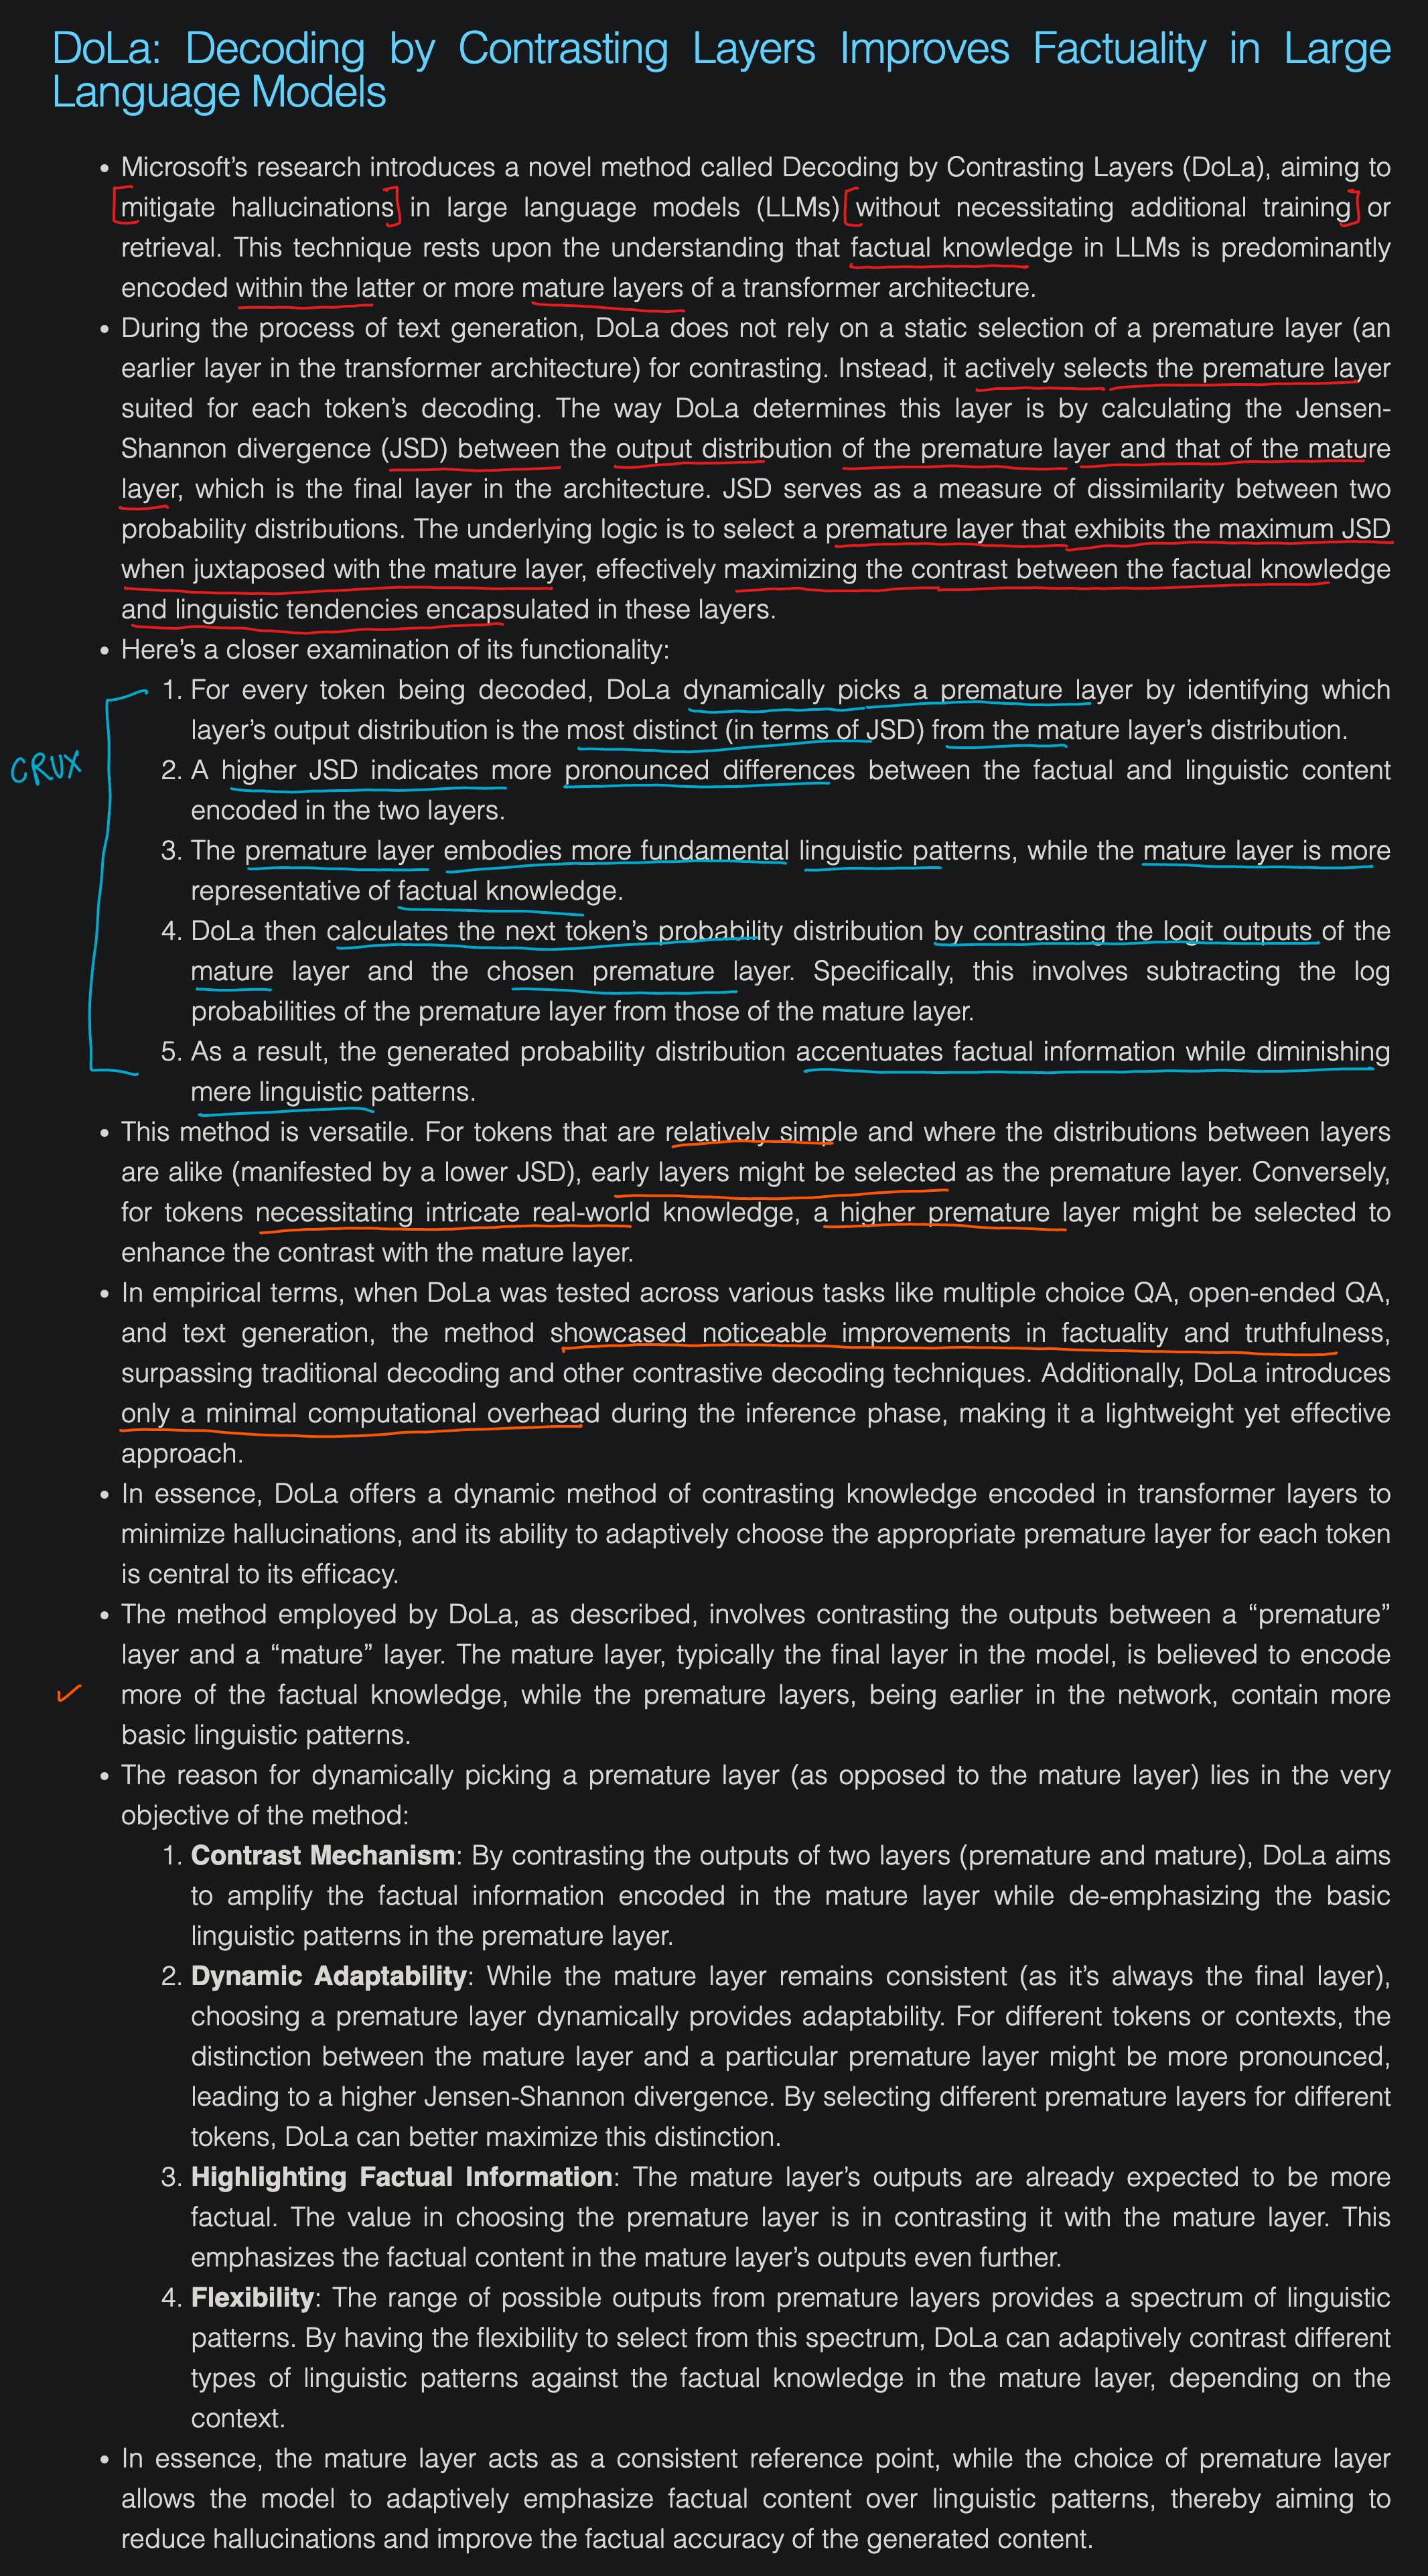 DoLa: Decoding by Contrasting Layers Improves Factuality in Large
Language Models
• Microsoft’s research introduces a novel method called Decoding by Contrasting Layers (DoLa), aiming to
mitigate hallucinations in large language models (LLMs) without necessitating additional training or
retrieval. This technique rests upon the understanding that factual knowledge in LLMs is predominantly
encoded within the latter or more mature layers of a transformer architecture.
• During the process of text generation, DoLa does not rely on a static selection of a premature layer (an
earlier layer in the transformer architecture) for contrasting. Instead, it actively selects the premature layer
suited for each token’s decoding. The way DoLa determines this layer is by calculating the Jensen-
Shannon divergence (JSD) between the output distribution of the premature layer and that of the mature
layer, which is the final layer in the architecture. JSD serves as a measure of dissimilarity between two
probability distributions. The underlying logic is to select a premature layer that exhibits the maximum JSD
when juxtaposed with the mature layer, effectively maximizing the contrast between the factual knowledge
and linguistic tendencies encapsulated in these layers.
• Here’s a closer examination of its functionality:
1. For every token being decoded, DoLa dynamically picks a premature layer by identifying which
layer’s output distribution is the most distinct (in terms of JSD) from the mature layer’s distribution.
CRUX
2. A higher JSD indicates more pronounced differences between the factual and linguistic content
encoded in the two layers.
3. The premature layer embodies more fundamental linguistic patterns, while the mature layer is more
representative of factual knowledge.
4. DoLa then calculates the next token’s probability distribution by contrasting the logit outputs of the
mature layer and the chosen premature layer. Specifically, this involves subtracting the log
probabilities of the premature layer from those of the mature layer.
5. As a result, the generated probability distribution accentuates factual information while diminishing
mere linguistic patterns.
• This method is versatile. For tokens that are relatively simple and where the distributions between layers
are alike (manifested by a lower JSD), early layers might be selected as the premature layer. Conversely,
for tokens necessitating intricate real-world knowledge, a higher premature layer might be selected to
enhance the contrast with the mature layer.
• In empirical terms, when DoLa was tested across various tasks like multiple choice QA, open-ended QA,
and text generation, the method showcased noticeable improvements in factuality and truthfulness,
surpassing traditional decoding and other contrastive decoding techniques. Additionally, DoLa introduces
only a minimal computational overhead during the inference phase, making it a lightweight yet effective
approach.
• In essence, DoLa offers a dynamic method of contrasting knowledge encoded in transformer layers to
minimize hallucinations, and its ability to adaptively choose the appropriate premature layer for each token
is central to its efficacy.
• The method employed by DoLa, as described, involves contrasting the outputs between a “premature”
layer and a “mature” layer. The mature layer, typically the final layer in the model, is believed to encode
more of the factual knowledge, while the premature layers, being earlier in the network, contain more
basic linguistic patterns.
• The reason for dynamically picking a premature layer (as opposed to the mature layer) lies in the very
objective of the method:
1. Contrast Mechanism: By contrasting the outputs of two layers (premature and mature), DoLa aims
to amplify the factual information encoded in the mature layer while de-emphasizing the basic
linguistic patterns in the premature layer.
2. Dynamic Adaptability: While the mature layer remains consistent (as it’s always the final layer),
choosing a premature layer dynamically provides adaptability. For different tokens or contexts, the
distinction between the mature layer and a particular premature layer might be more pronounced,
leading to a higher Jensen-Shannon divergence. By selecting different premature layers for different
tokens, DoLa can better maximize this distinction.
3. Highlighting Factual Information: The mature layer’s outputs are already expected to be more
factual. The value in choosing the premature layer is in contrasting it with the mature layer. This
emphasizes the factual content in the mature layer’s outputs even further.
4. Flexibility: The range of possible outputs from premature layers provides a spectrum of linguistic
patterns. By having the flexibility to select from this spectrum, DoLa can adaptively contrast different
types of linguistic patterns against the factual knowledge in the mature layer, depending on the
context.
• In essence, the mature layer acts as a consistent reference point, while the choice of premature layer
allows the model to adaptively emphasize factual content over linguistic patterns, thereby aiming to
reduce hallucinations and improve the factual accuracy of the generated content.